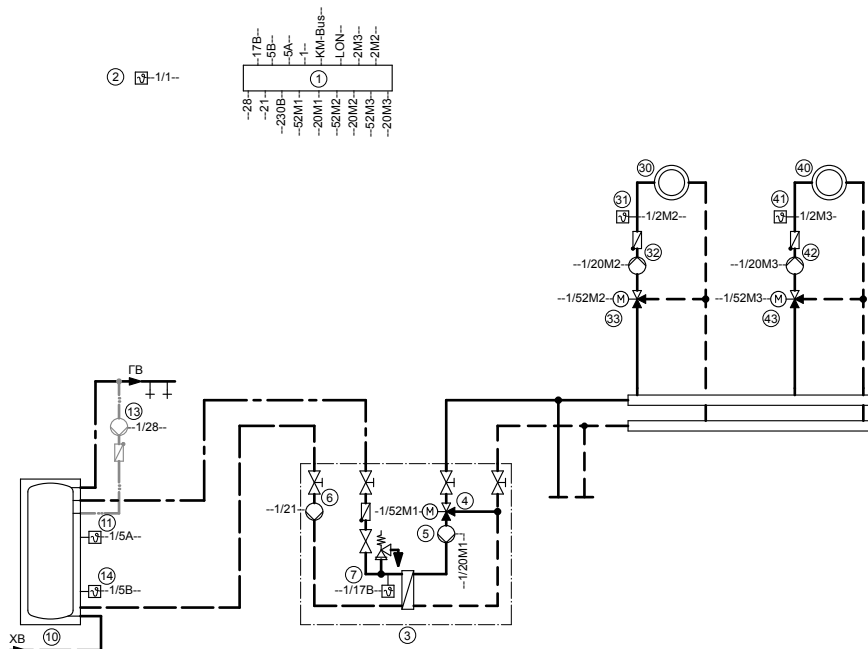 --17B--
--5B--
--5A--
--1--
--KM-Bus--
--LON--
--2M3--
--2M2--
2 --1/1--
1
--28--
--21--
--230B--
--52M1--
--20M1--
--52M2--
--20M2--
--52M3--
--20M3--
30 40
31 --1/2M2-- 41 --1/2M3-
32 42
--1/20M2-- --1/20M3--
--1/52M2-- M --1/52M3-- M
33 43
ГВ
13
--1/28--
6 4
--1/21-- -1/52M1- M
11 5
--1/5A--
--1/20M1--
14 7
--1/5B-- --1/17B--
10 3
ХВ